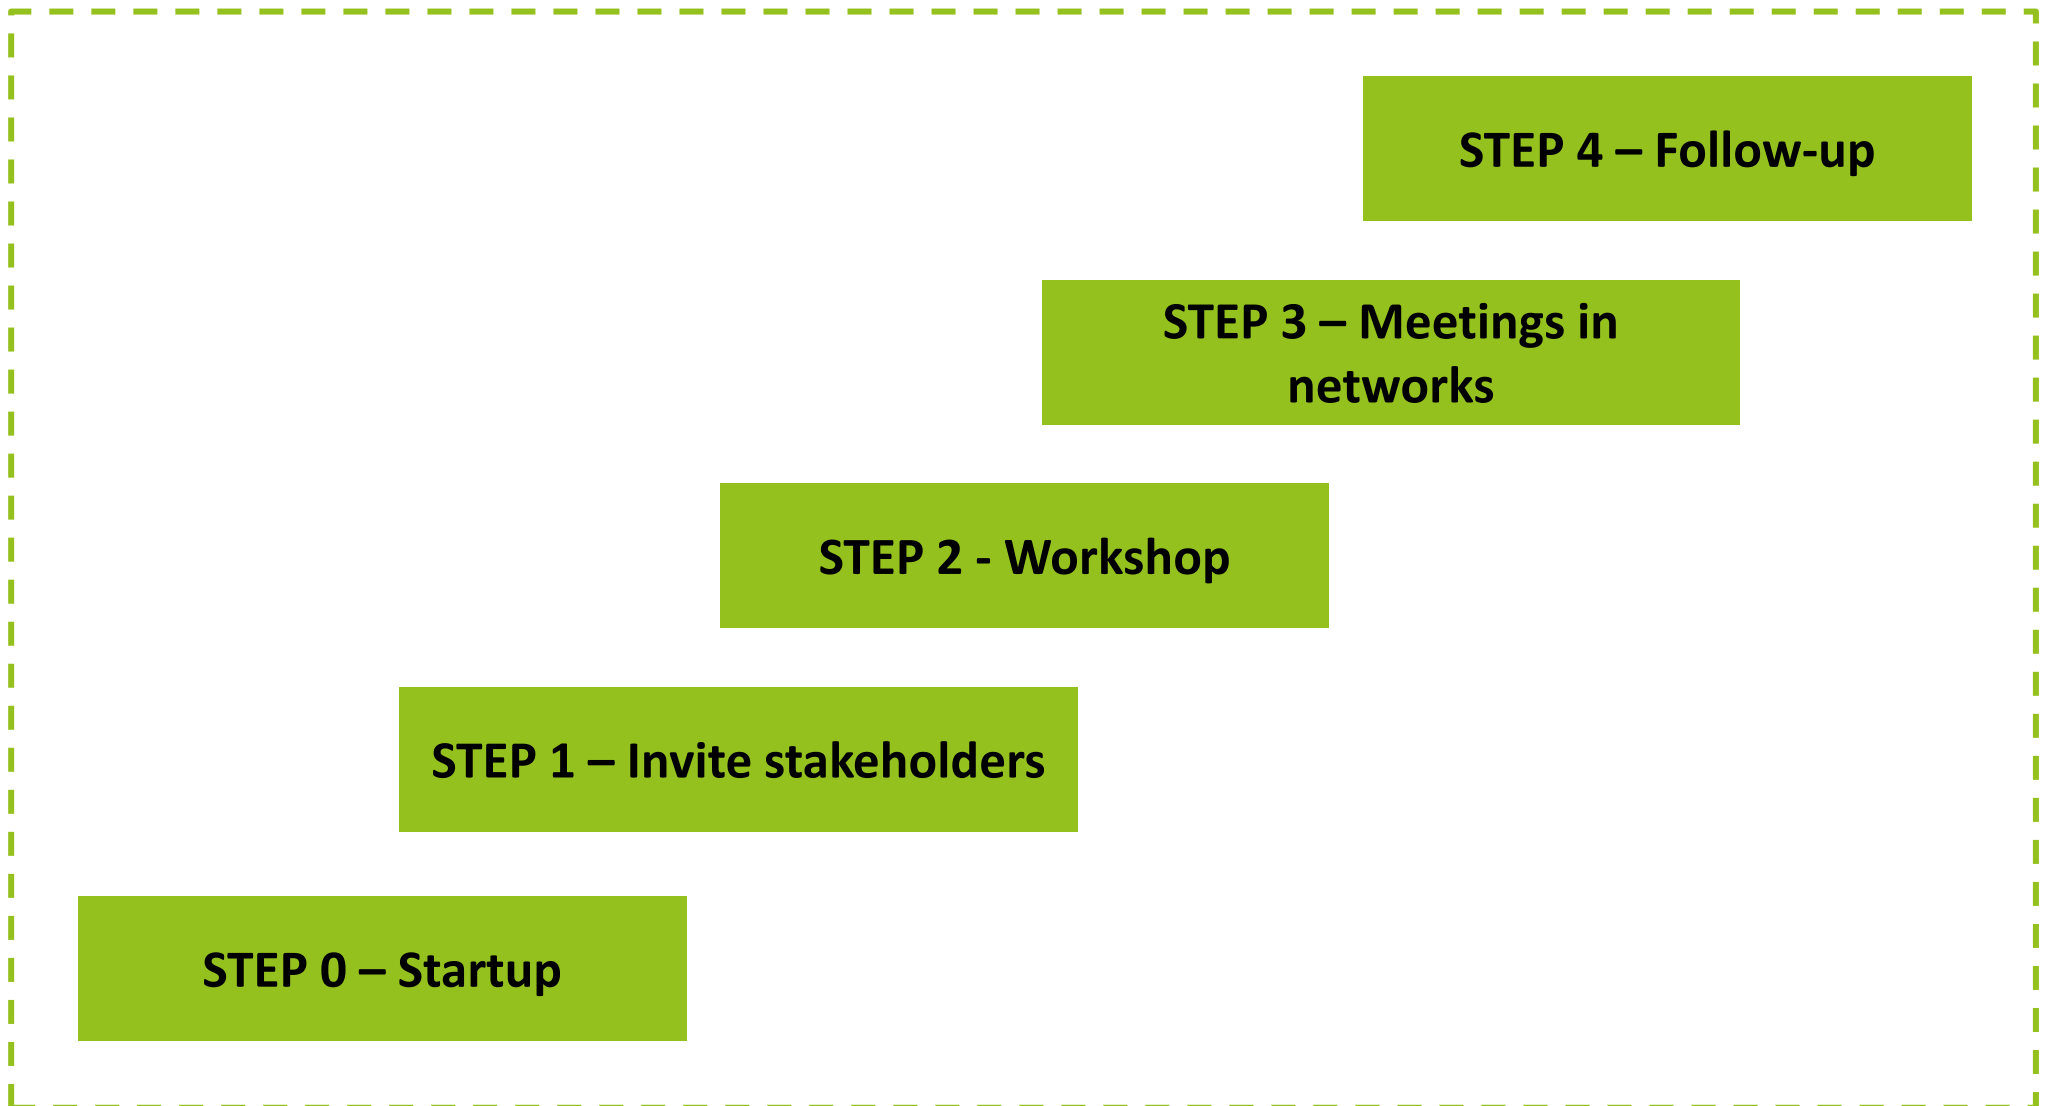 STEP 4 – Follow-up
STEP 3 – Meetings in
networks
STEP 2 - Workshop
STEP 1 – Invite stakeholders
STEP 0 – Startup